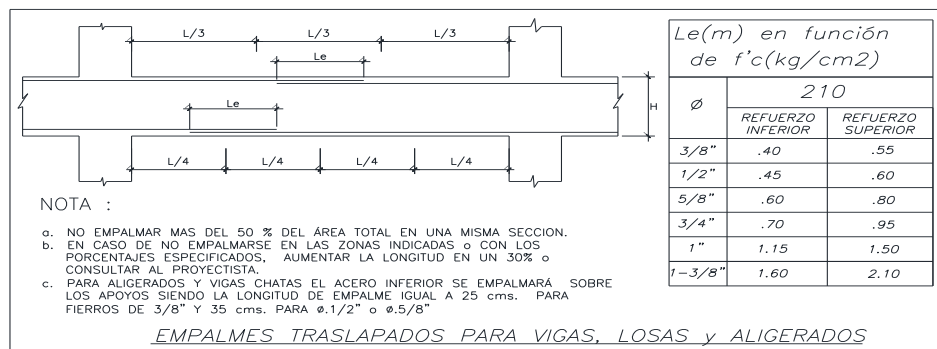 L/3 L/3 L/3
Le
Le
H
L/4 L/4 L/4 L/4
NOTA :
a. NO EMPALMAR MAS DEL 50 % DEL ÁREA TOTAL EN UNA MISMA SECCION.
b. EN CASO DE NO EMPALMARSE EN LAS ZONAS INDICADAS o CON LOS
PORCENTAJES ESPECIFICADOS, AUMENTAR LA LONGITUD EN UN 30% o
CONSULTAR AL PROYECTISTA.
c. PARA ALIGERADOS Y VIGAS CHATAS EL ACERO INFERIOR SE EMPALMARÁ SOBRE
LOS APOYOS SIENDO LA LONGITUD DE EMPALME IGUAL A 25 cms. PARA
FIERROS DE 3/8" Y 35 cms. PARA ø.1/2" o ø.5/8"
Le(m) en función
de f'c(kg/cm2)
ø 210
REFUERZO INFERIOR REFUERZO SUPERIOR
3/8" .40 .55
1/2" .45 .60
5/8" .60 .80
3/4" .70 .95
1" 1.15 1.50
1-3/8" 1.60 2.10
EMPALMES TRASLAPADOS PARA VIGAS, LOSAS y ALIGERADOS